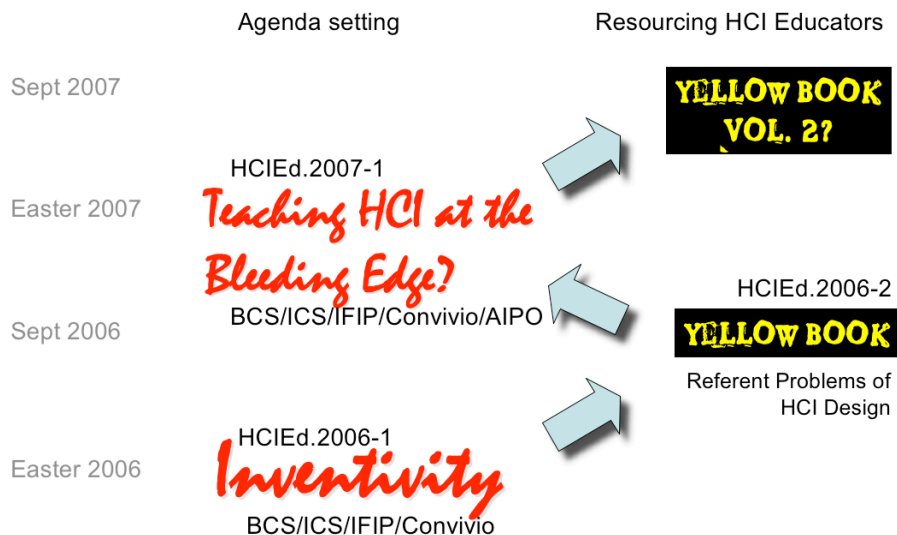 Agenda setting
Resourcing HCI Educators
Sept 2007
YELLOW BOOK
VOL. 2?
HCIEd.2007-1
Easter 2007
Teaching HCI at the
Bleeding Edge?
BCS/ICS/IFIP/Convivio/AIPO
HCIEd.2006-2
Sept 2006
YELLOW BOOK
Referent Problems of
HCI Design
HCIEd.2006-1
Easter 2006
Inventivity
BCS/ICS/IFIP/Convivio